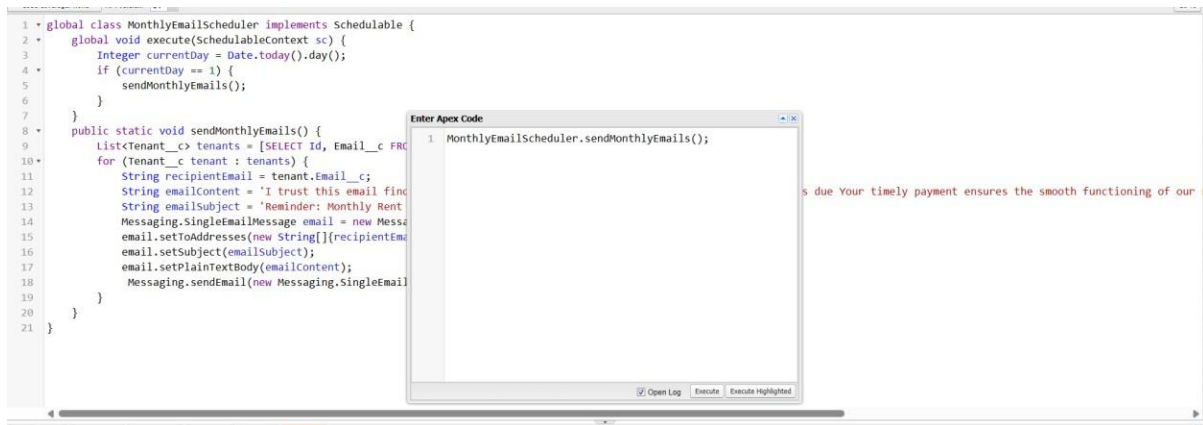 1 global class MonthlyEmailScheduler implements Schedulable {
2 global void execute(SchedulableContext sc) {
3 Integer currentDay = Date.today().day();
4 if (currentDay == 1) {
5 sendMonthlyEmails();
6 }
7 }
8 public static void sendMonthlyEmails() {
9 List<Tenant__c> tenants = [SELECT Id, Email__c FRO
10 for (Tenant__c tenant : tenants) {
11 String recipientEmail = tenant.Email__c;
12 String emailContent = 'I trust this email find s due Your timely payment ensures the smooth functioning of our
13 String emailSubject = 'Reminder: Monthly Rent
14 Messaging.SingleEmailMessage email = new Messa
15 email.setToAddresses(new String[]{recipientEma
16 email.setSubject(emailSubject);
17 email.setPlainTextBody(emailContent);
18 Messaging.sendEmail(new Messaging.SingleEmail
19 }
20 }
21 }
Enter Apex Code
1 MonthlyEmailScheduler.sendMonthlyEmails();
Open Log Execute Execute Highlighted